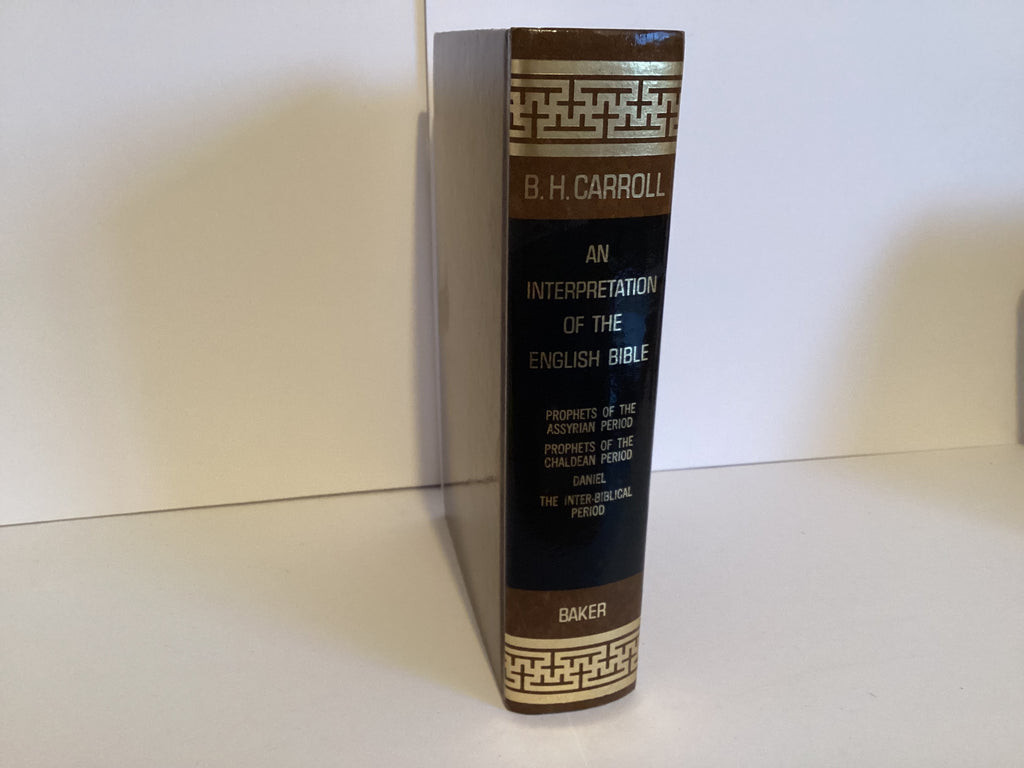 B. H. CARROLL
AN
INTERPRETATION
OF THE
ENGLISH BIBLE
PROPHETS OF THE
ASSYRIAN PERIOD
PROPHETS OF THE
CHALDEAN PERIOD
DANIEL
THE INTER-BIBLICAL
PERIOD
BAKER